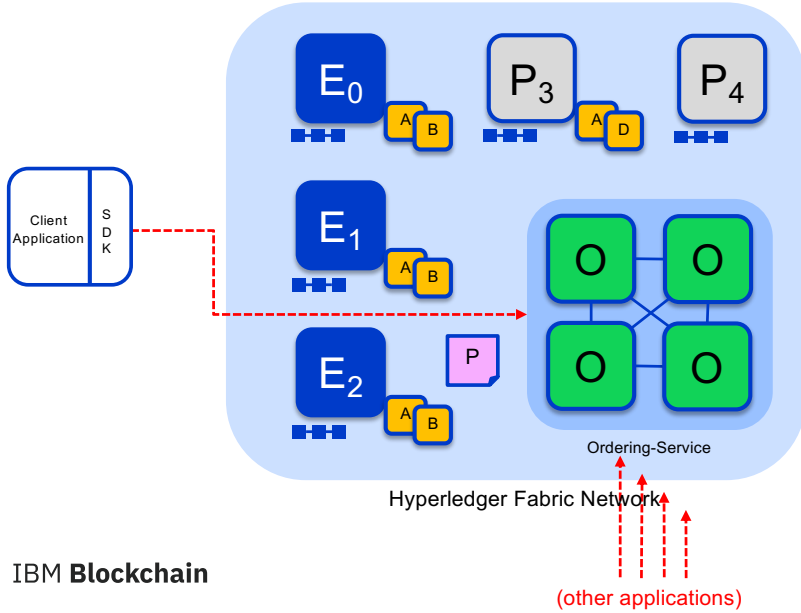 E0
A
B
P3
A
D
P4
Client
Application
S
D
K
E1
A
B
O
O
O
O
E2
A
B
P
Ordering-Service
Hyperledger Fabric Network
IBM Blockchain
(other applications)